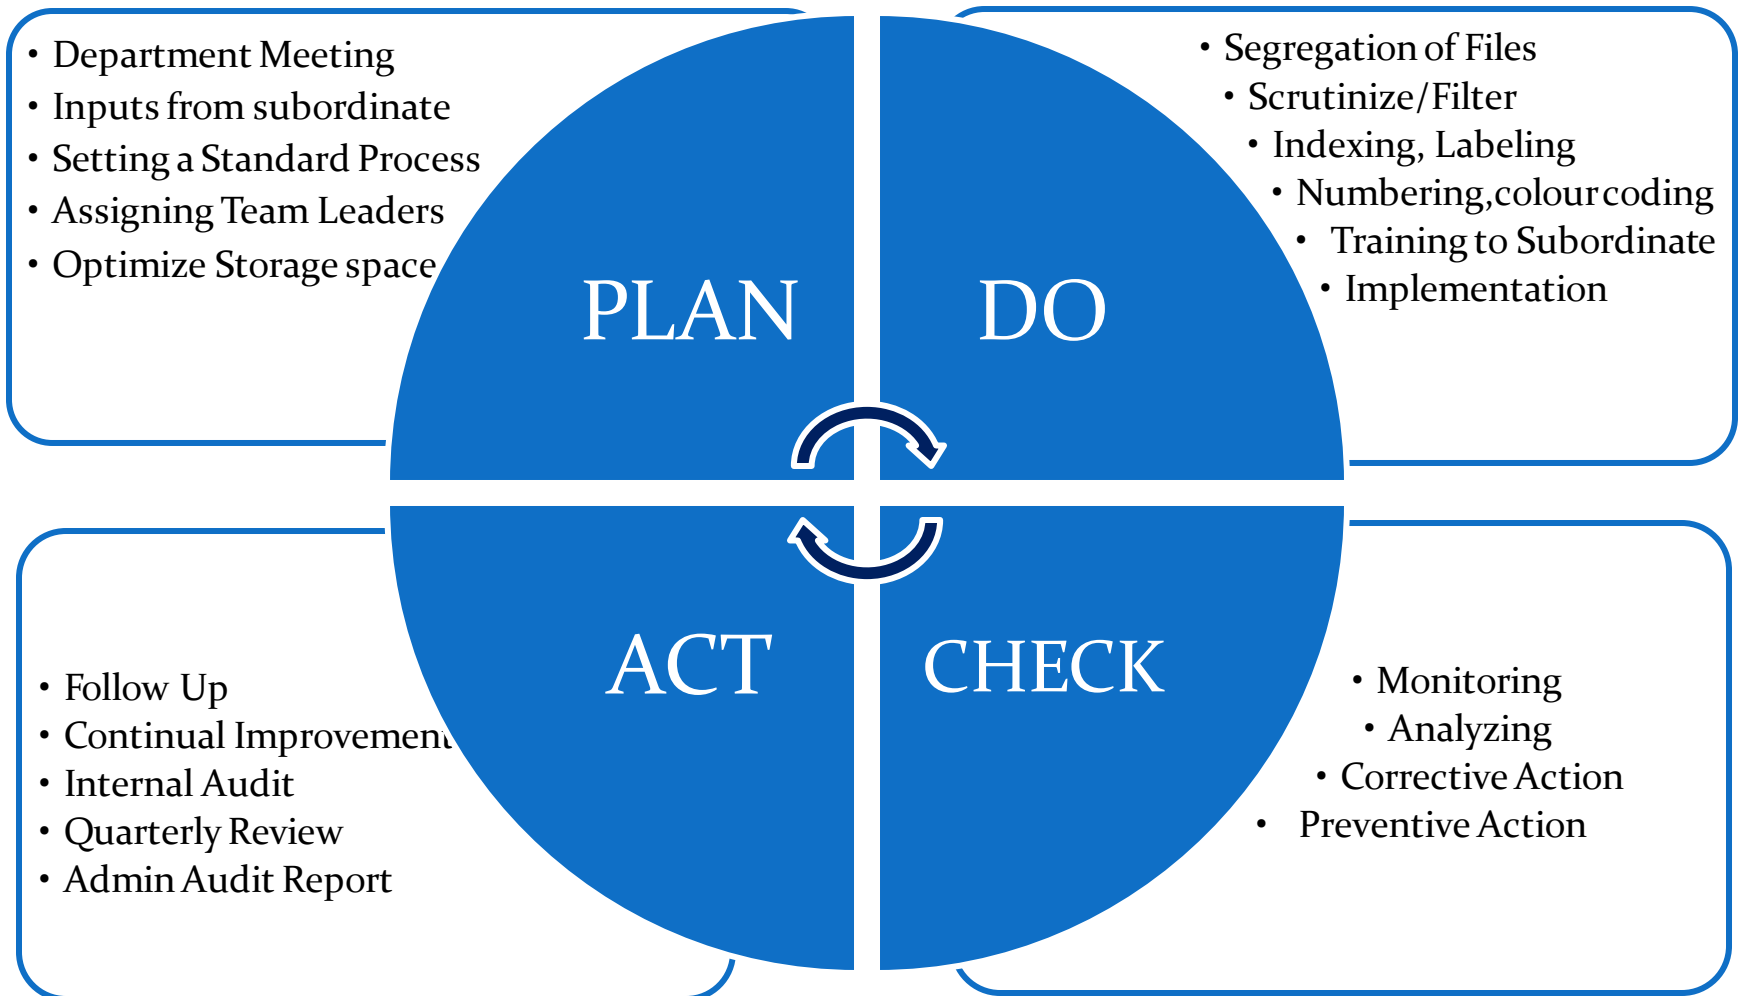 • Department Meeting
• Inputs from subordinate
• Setting a Standard Process
• Assigning Team Leaders
• Optimize Storage space
PLAN
• Segregation of Files
• Scrutinize/Filter
• Indexing, Labeling
• Numbering,colour coding
• Training to Subordinate
• Implementation
DO
ACT
• Follow Up
• Continual Improvement
• Internal Audit
• Quarterly Review
• Admin Audit Report
CHECK
• Monitoring
• Analyzing
• Corrective Action
• Preventive Action